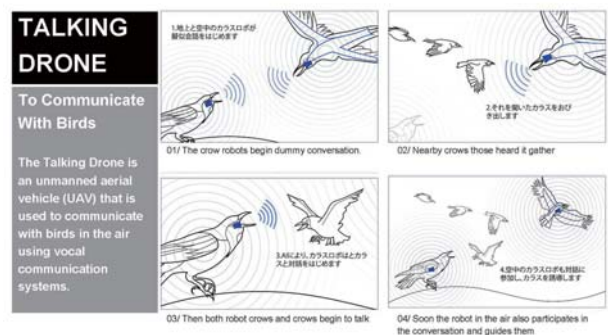 TALKING
DRONE
To Communicate
With Birds
The Talking Drone is
an unmanned aerial
vehicle (UAV) that is
used to communicate
with birds in the air
using vocal
communication
systems.
1.地上と空中のカラスロボが
擬似会話をはじめます
01/ The crow robots begin dummy conversation.
2.それを聞いたカラスをおび
き出します
02/ Nearby crows those heard it gather
3.AIにより、カラスロボはとカラ
スと対話をはじめます
03/ Then both robot crows and crows begin to talk
4.空中のカラスロボも対話に
参加し、カラスを誘導します
04/ Soon the robot in the air also participates in
the conversation and guides them